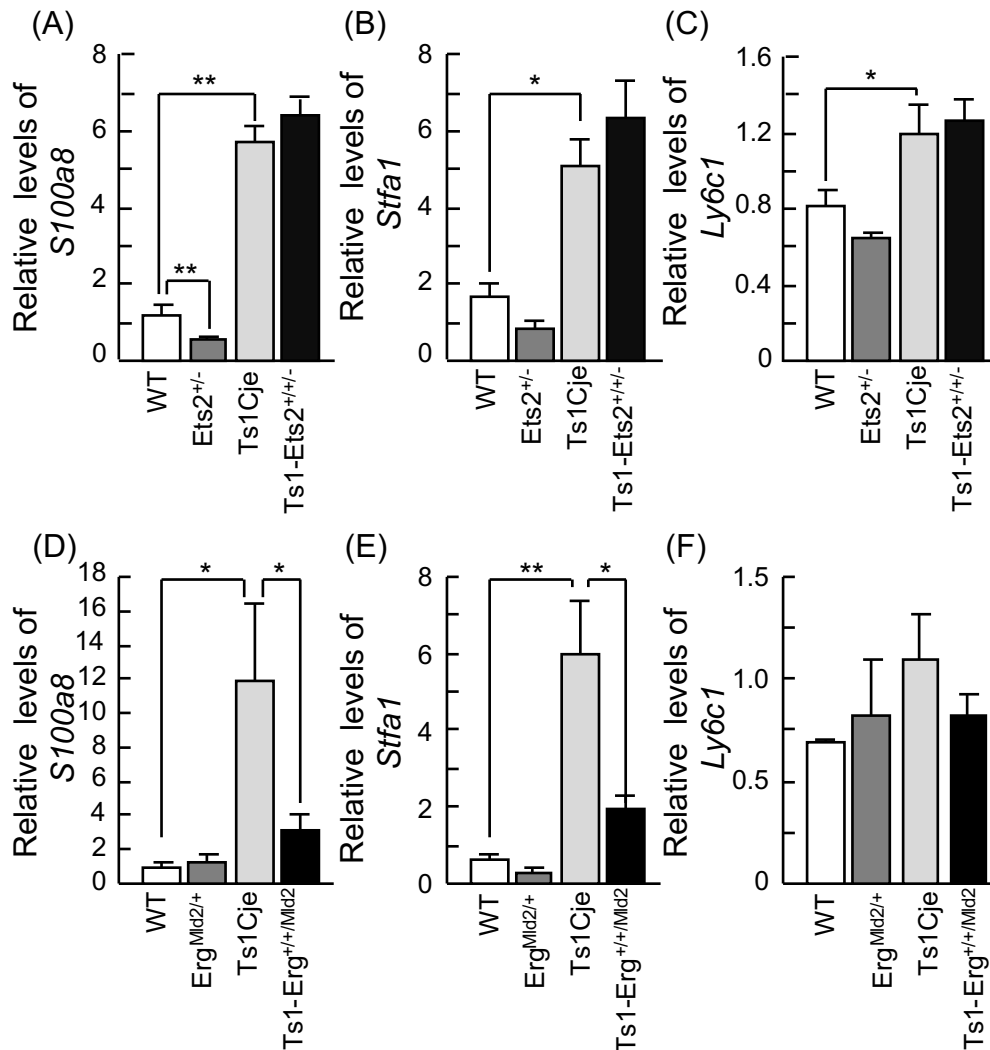 (A)
Relative levels of
S100a8
8
6
4
2
0
**
**
WT
Ets2+/-
Ts1Cje
Ts1-Ets2+/+/-
(B)
Relative levels of
Stfa1
8
6
4
2
0
*
WT
Ets2+/-
Ts1Cje
Ts1-Ets2+/+/-
(C)
Relative levels of
Ly6c1
1.6
1.2
0.8
0.4
0
*
WT
Ets2+/-
Ts1Cje
Ts1-Ets2+/+/-
(D)
Relative levels of
S100a8
18
16
14
12
10
8
6
4
2
0
*
*
WT
ErgMld2/+
Ts1Cje
Ts1-Erg+/+/Mld2
(E)
Relative levels of
Stfa1
8
6
4
2
0
**
*
WT
ErgMld2/+
Ts1Cje
Ts1-Erg+/+/Mld2
(F)
Relative levels of
Ly6c1
1.5
1.0
0.5
0
WT
ErgMld2/+
Ts1Cje
Ts1-Erg+/+/Mld2